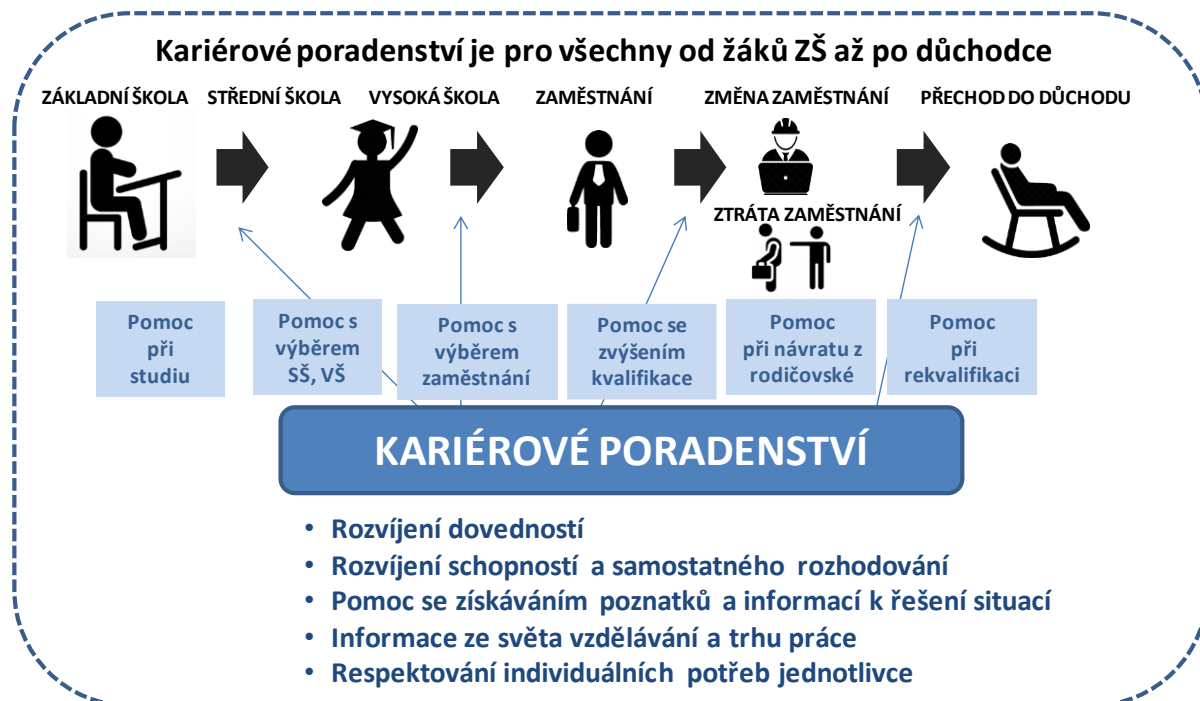 Kariérové poradenství je pro všechny od žáků ZŠ až po důchodce
ZÁKLADNÍ ŠKOLA
STŘEDNÍ ŠKOLA
VYSOKÁ ŠKOLA
ZAMĚSTNÁNÍ
ZMĚNA ZAMĚSTNÁNÍ
PŘECHOD DO DŮCHODU
ZTRÁTA ZAMĚSTNÁNÍ
Pomoc
při
studiu
Pomoc s
výběrem
SŠ, VŠ
Pomoc s
výběrem
zaměstnání
Pomoc se
zvýšením
kvalifikace
Pomoc
při návratu z
rodičovské
Pomoc
při
rekvalifikaci
KARIÉROVÉ PORADENSTVÍ
• Rozvíjení dovedností
• Rozvíjení schopností a samostatného rozhodování
• Pomoc se získáváním poznatků a informací k řešení situací
• Informace ze světa vzdělávání a trhu práce
• Respektování individuálních potřeb jednotlivce